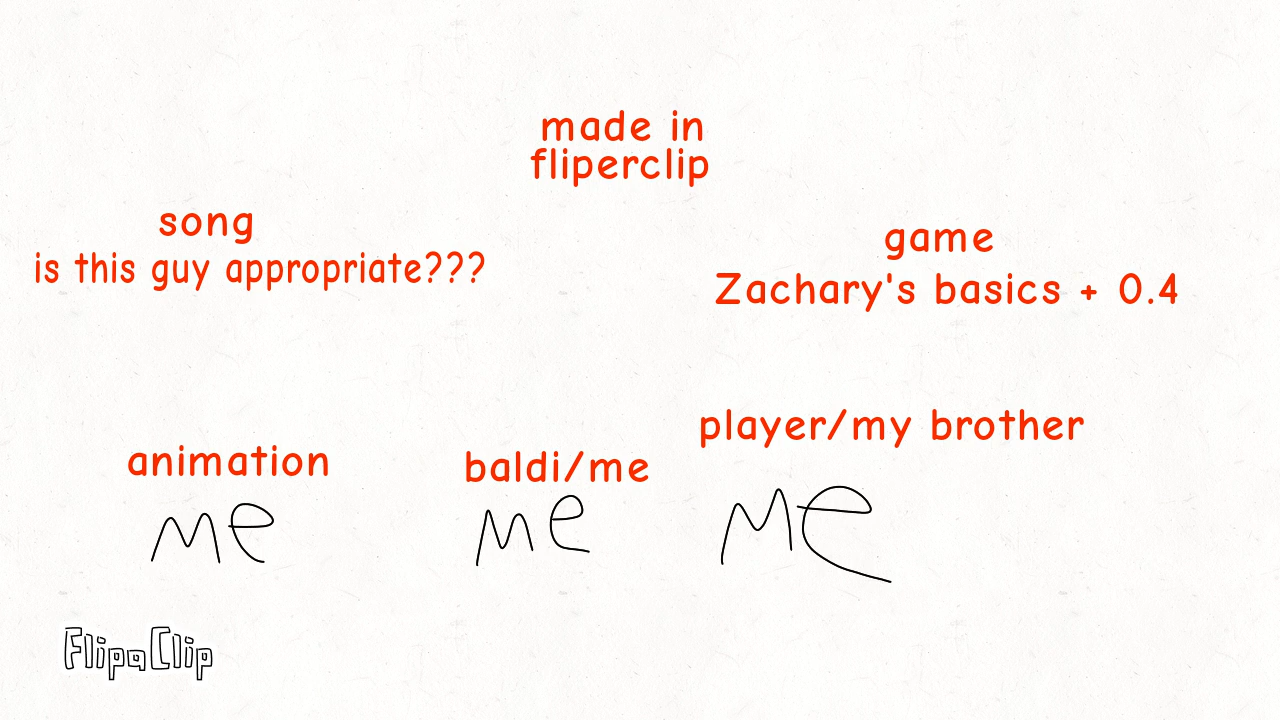 made in
fliperclip
song
is this guy appropriate???
game
Zachary's basics + 0.4
animation
me
baldi/me
me
player/my brother
me
FlipaClip